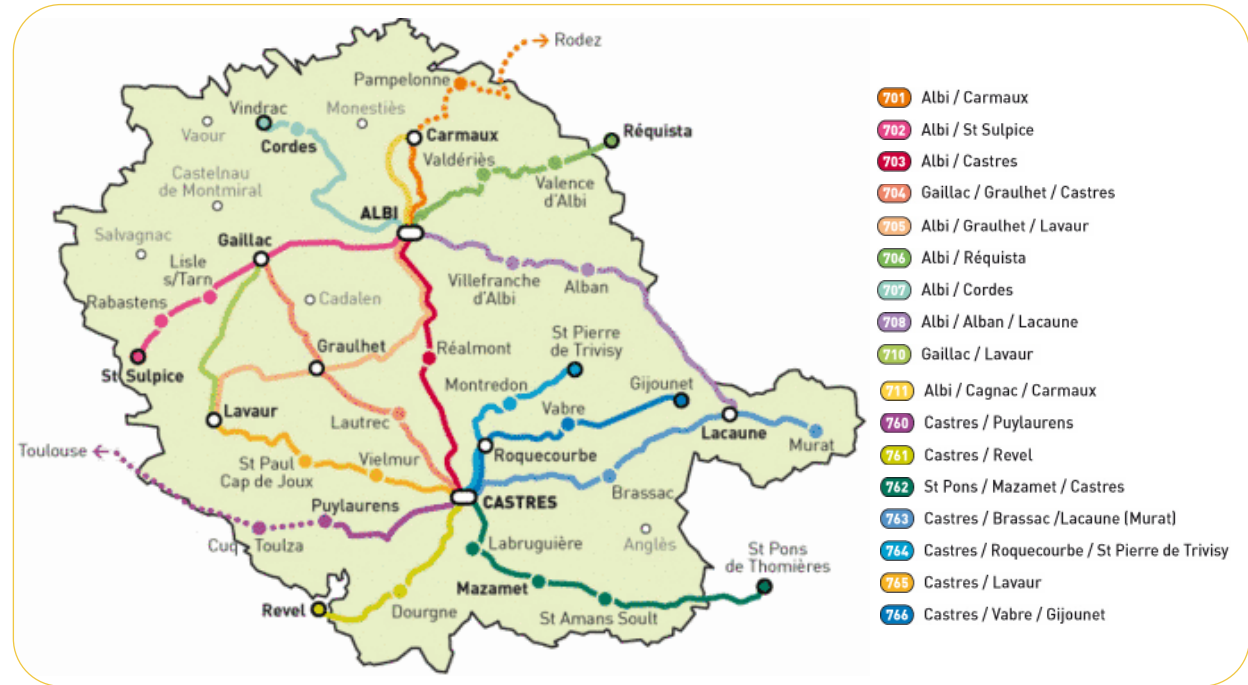 Rodez
Pampelonne
Vindrac
Monestiès
Vaour
Cordes
Carmaux
Réquista
Valdériès
Castelnau
de Montmiral
Valence
d'Albi
ALBI
Salvagnac
Gaillac
Lisle
s/Tarn
Villefranche
d'Albi
Alban
Rabastens
Cadalen
St Pierre
de Trivisy
Graulhet
Réalmont
St Sulpice
Montredon
Gijounet
Vabre
Lavaur
Lautrec
Lacaune
Murat
Toulouse
Roquecourbe
St Paul
Cap de Joux
Vielmur
Brassac
Puylaurens
CASTRES
Cuq Toulza
Labruguière
Anglès
St Pons
de Thomières
Mazamet
Revel
Dourgne
St Amans Soult
701 Albi / Carmaux
702 Albi / St Sulpice
703 Albi / Castres
704 Gaillac / Graulhet / Castres
705 Albi / Graulhet / Lavaur
706 Albi / Réquista
707 Albi / Cordes
708 Albi / Alban / Lacaune
710 Gaillac / Lavaur
711 Albi / Cagnac / Carmaux
760 Castres / Puylaurens
761 Castres / Revel
762 St Pons / Mazamet / Castres
763 Castres / Brassac /Lacaune (Murat)
764 Castres / Roquecourbe / St Pierre de Trivisy
765 Castres / Lavaur
766 Castres / Vabre / Gijounet